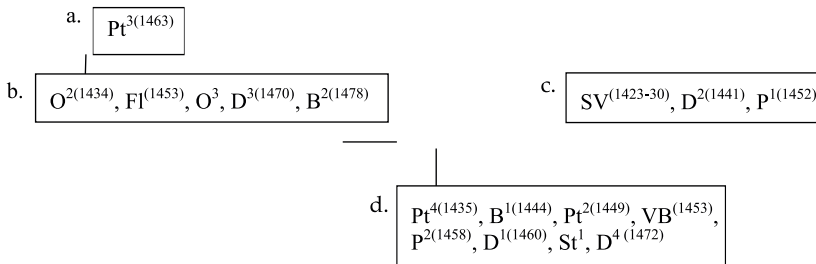 a. Pt³⁽¹⁴⁶³⁾
b. O²⁽¹⁴³⁴⁾, Fl⁽¹⁴⁵³⁾, O³, D³⁽¹⁴⁷⁰⁾, B²⁽¹⁴⁷⁸⁾
c. SV⁽¹⁴²³⁻³⁰⁾, D²⁽¹⁴⁴¹⁾, P¹⁽¹⁴⁵²⁾
d. Pt⁴⁽¹⁴³⁵⁾, B¹⁽¹⁴⁴⁴⁾, Pt²⁽¹⁴⁴⁹⁾, VB⁽¹⁴⁵³⁾,
P²⁽¹⁴⁵⁸⁾, D¹⁽¹⁴⁶⁰⁾, St¹, D⁴ ⁽¹⁴⁷²⁾